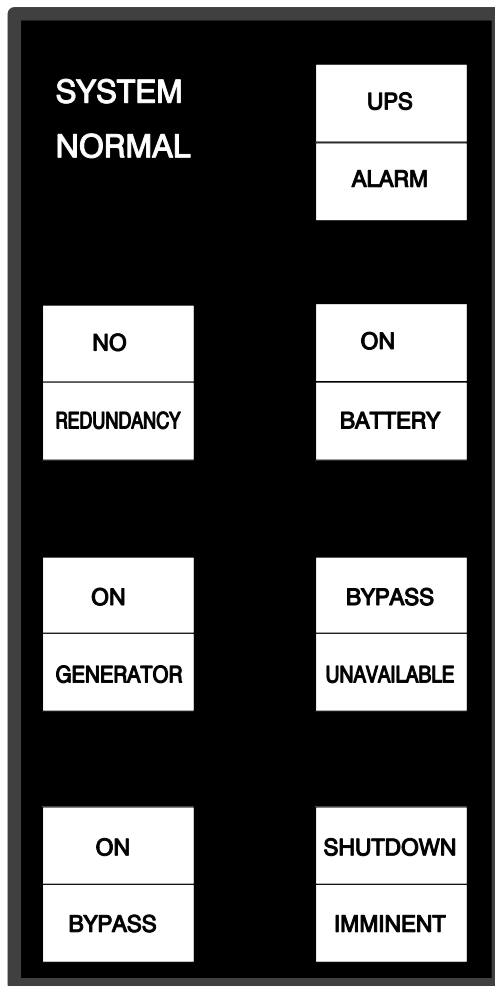 SYSTEM
NORMAL
UPS
ALARM
NO
REDUNDANCY
ON
BATTERY
ON
GENERATOR
BYPASS
UNAVAILABLE
ON
BYPASS
SHUTDOWN
IMMINENT